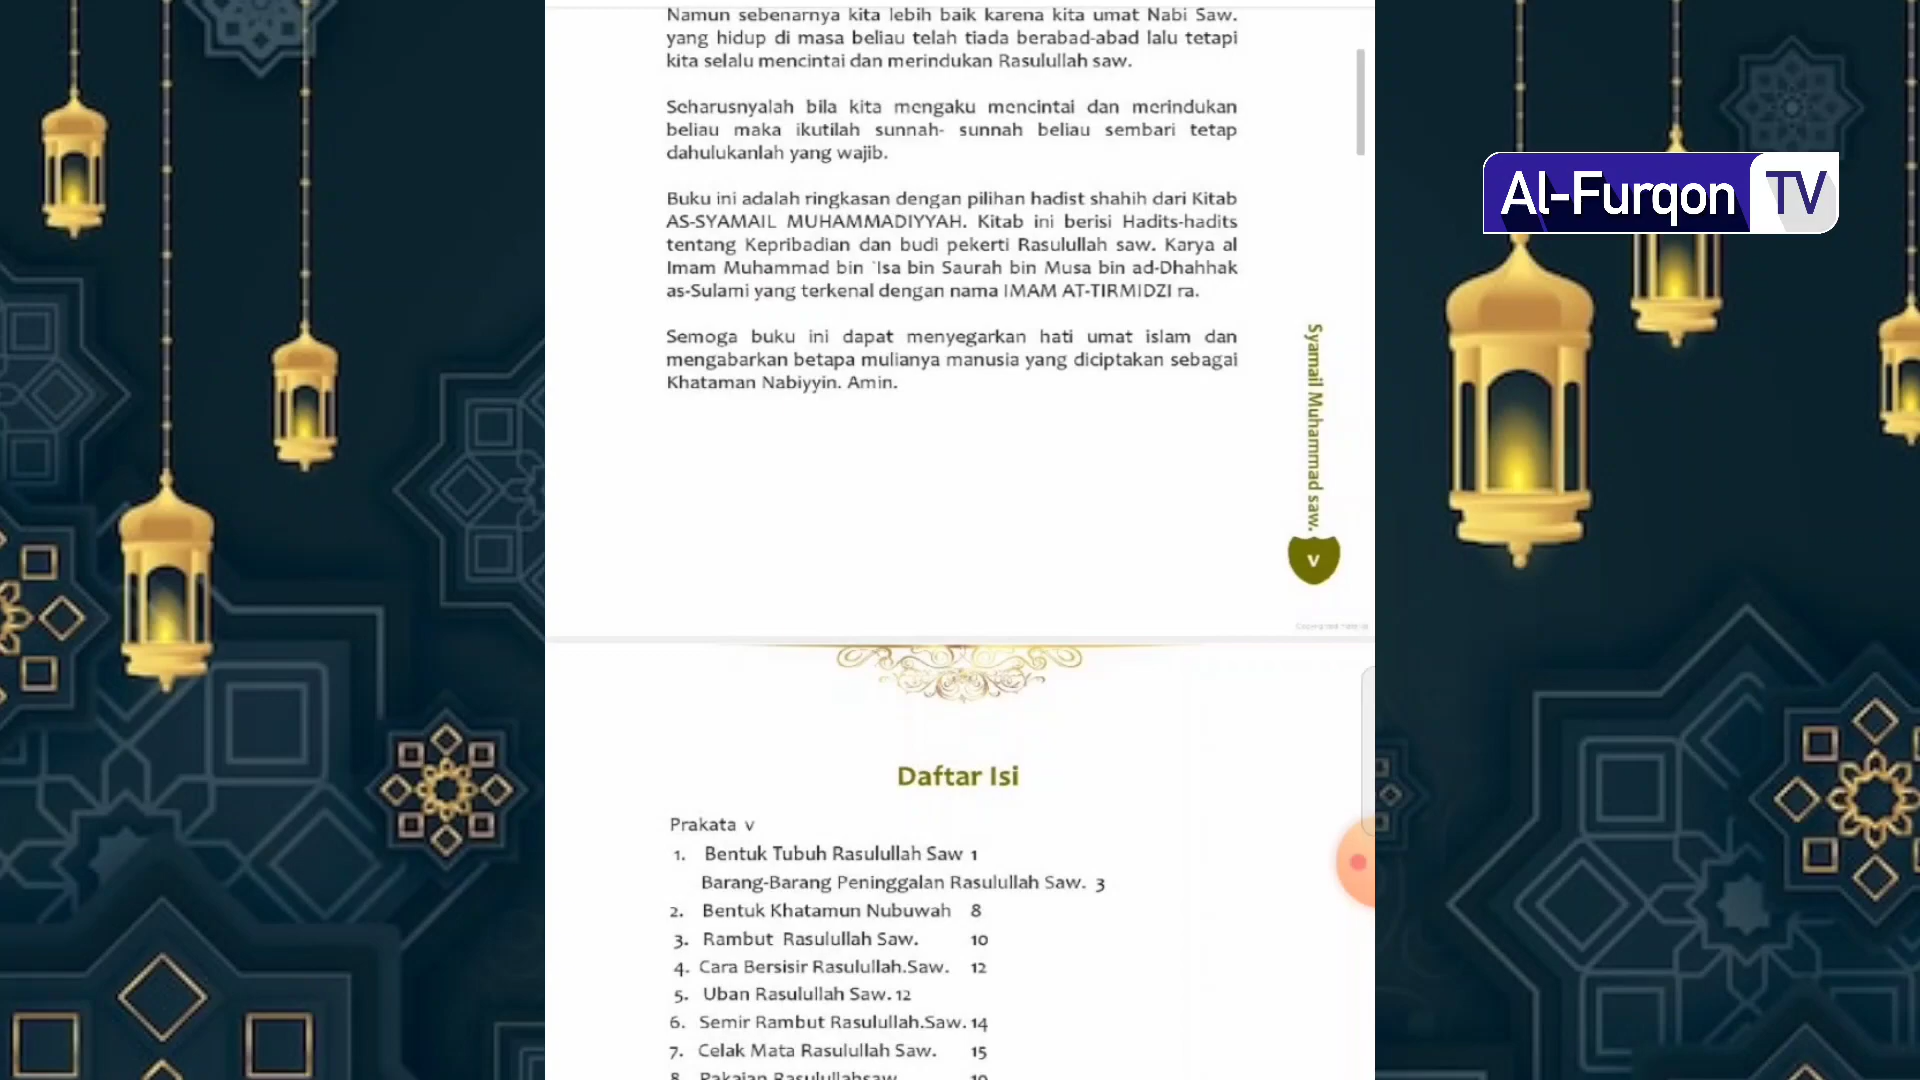 Namun sebenarnya kita lebih baik karena kita umat Nabi Saw.
yang hidup di masa beliau telah tiada berabad-abad lalu tetapi
kita selalu mencintai dan merindukan Rasulullah saw.
Seharusnyalah bila kita mengaku mencintai dan merindukan
beliau maka ikutilah sunnah- sunnah beliau sembari tetap
dahulukanlah yang wajib.
Buku ini adalah ringkasan dengan pilihan hadist shahih dari Kitab
AS-SYAMAIL MUHAMMADIYYAH. Kitab ini berisi Hadits-hadits
tentang Kepribadian dan budi pekerti Rasulullah saw. Karya al
Imam Muhammad bin `Isa bin Saurah bin Musa bin ad-Dhahhak
as-Sulami yang terkenal dengan nama IMAM AT-TIRMIDZI ra.
Semoga buku ini dapat menyegarkan hati umat islam dan
mengabarkan betapa mulianya manusia yang diciptakan sebagai
Khataman Nabiyyin. Amin.
Syamail Muhammad saw.
v
Al-Furqon TV
Daftar Isi
Prakata v
1. Bentuk Tubuh Rasulullah Saw 1
Barang-Barang Peninggalan Rasulullah Saw. 3
2. Bentuk Khatamun Nubuwah 8
3. Rambut Rasulullah Saw. 10
4. Cara Bersisir Rasulullah.Saw. 12
5. Uban Rasulullah Saw. 12
6. Semir Rambut Rasulullah.Saw. 14
7. Celak Mata Rasulullah Saw. 15
8. Pakaian Rasulullahsaw